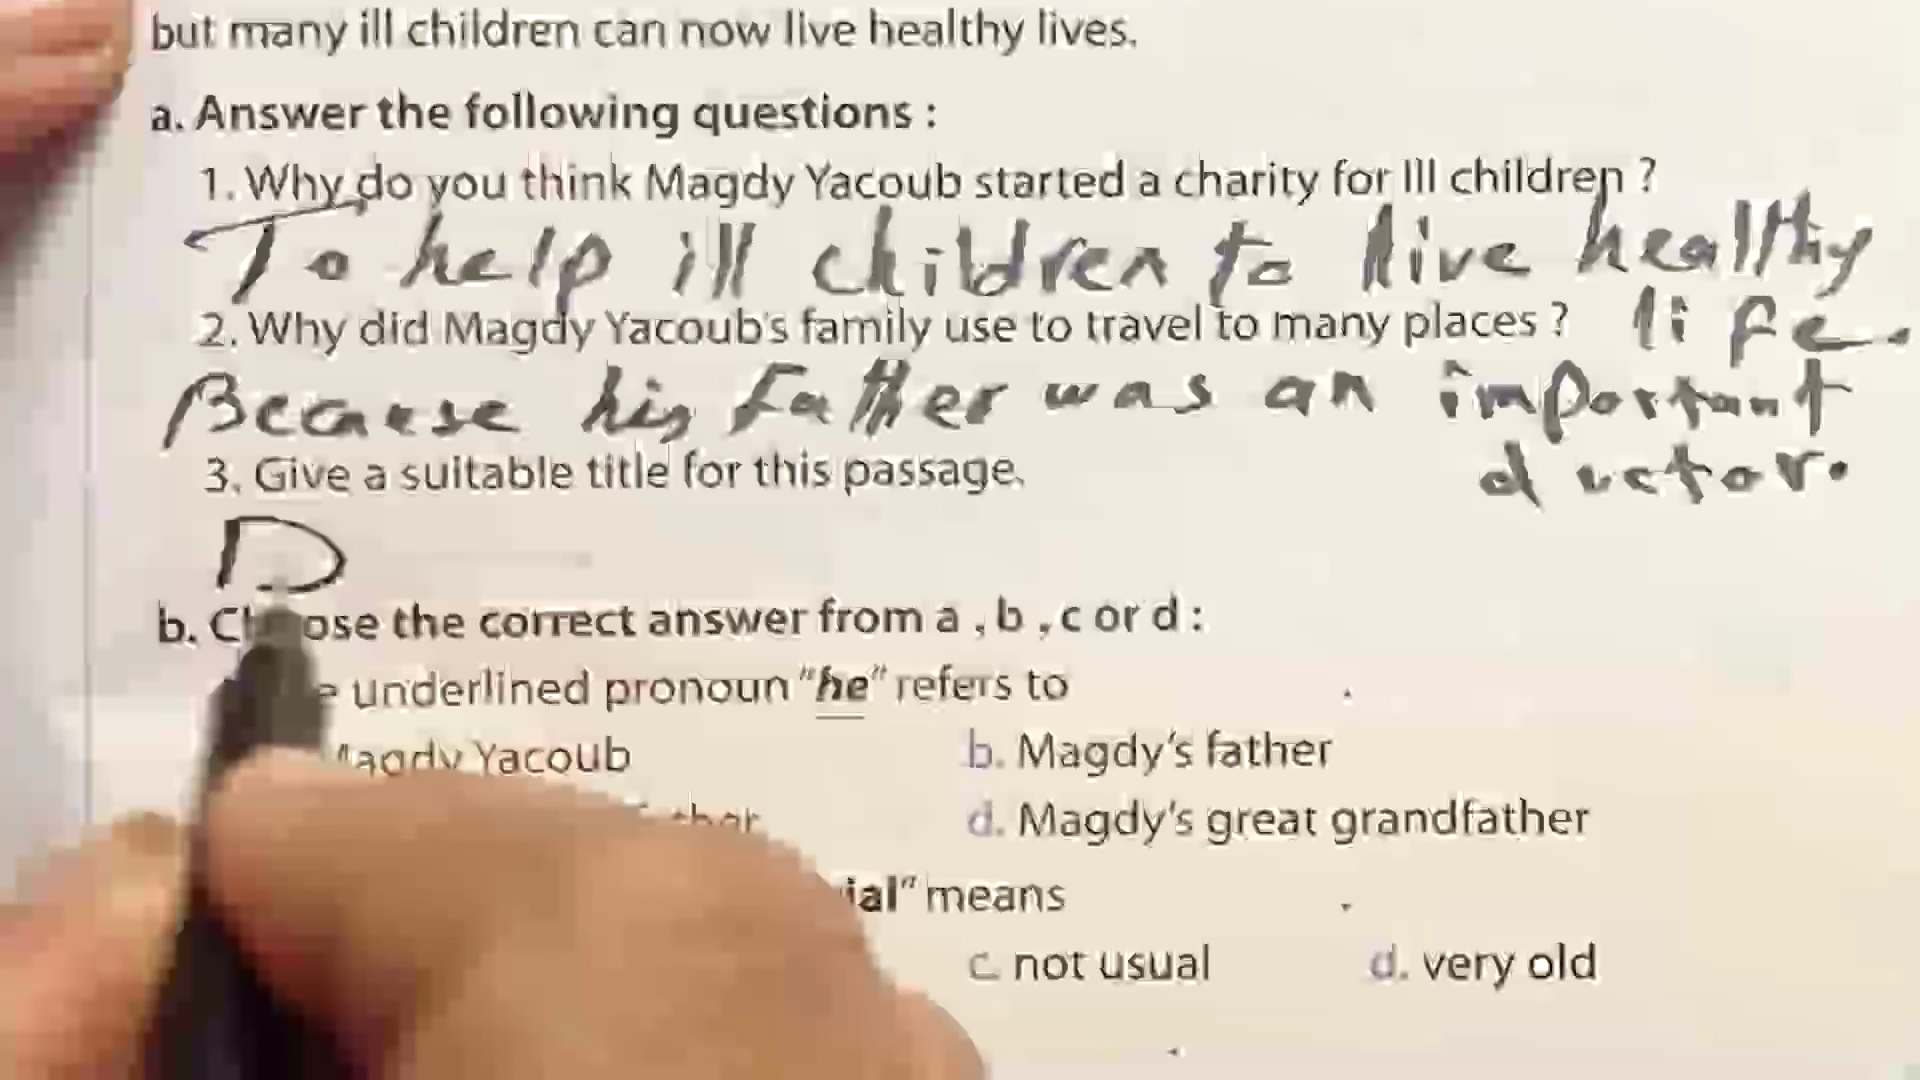 but many ill children can now live healthy lives.
a. Answer the following questions :
1. Why do you think Magdy Yacoub started a charity for Ill children ?
To help ill children to live healthy
life.
2. Why did Magdy Yacoub's family use to travel to many places ?
Because his father was an important
doctor.
3. Give a suitable title for this passage.
D
b. Choose the correct answer from a , b , c or d :
underlined pronoun "he" refers to
Magdy Yacoub
b. Magdy's father
d. Magdy's great grandfather
ial" means
c. not usual
d. very old